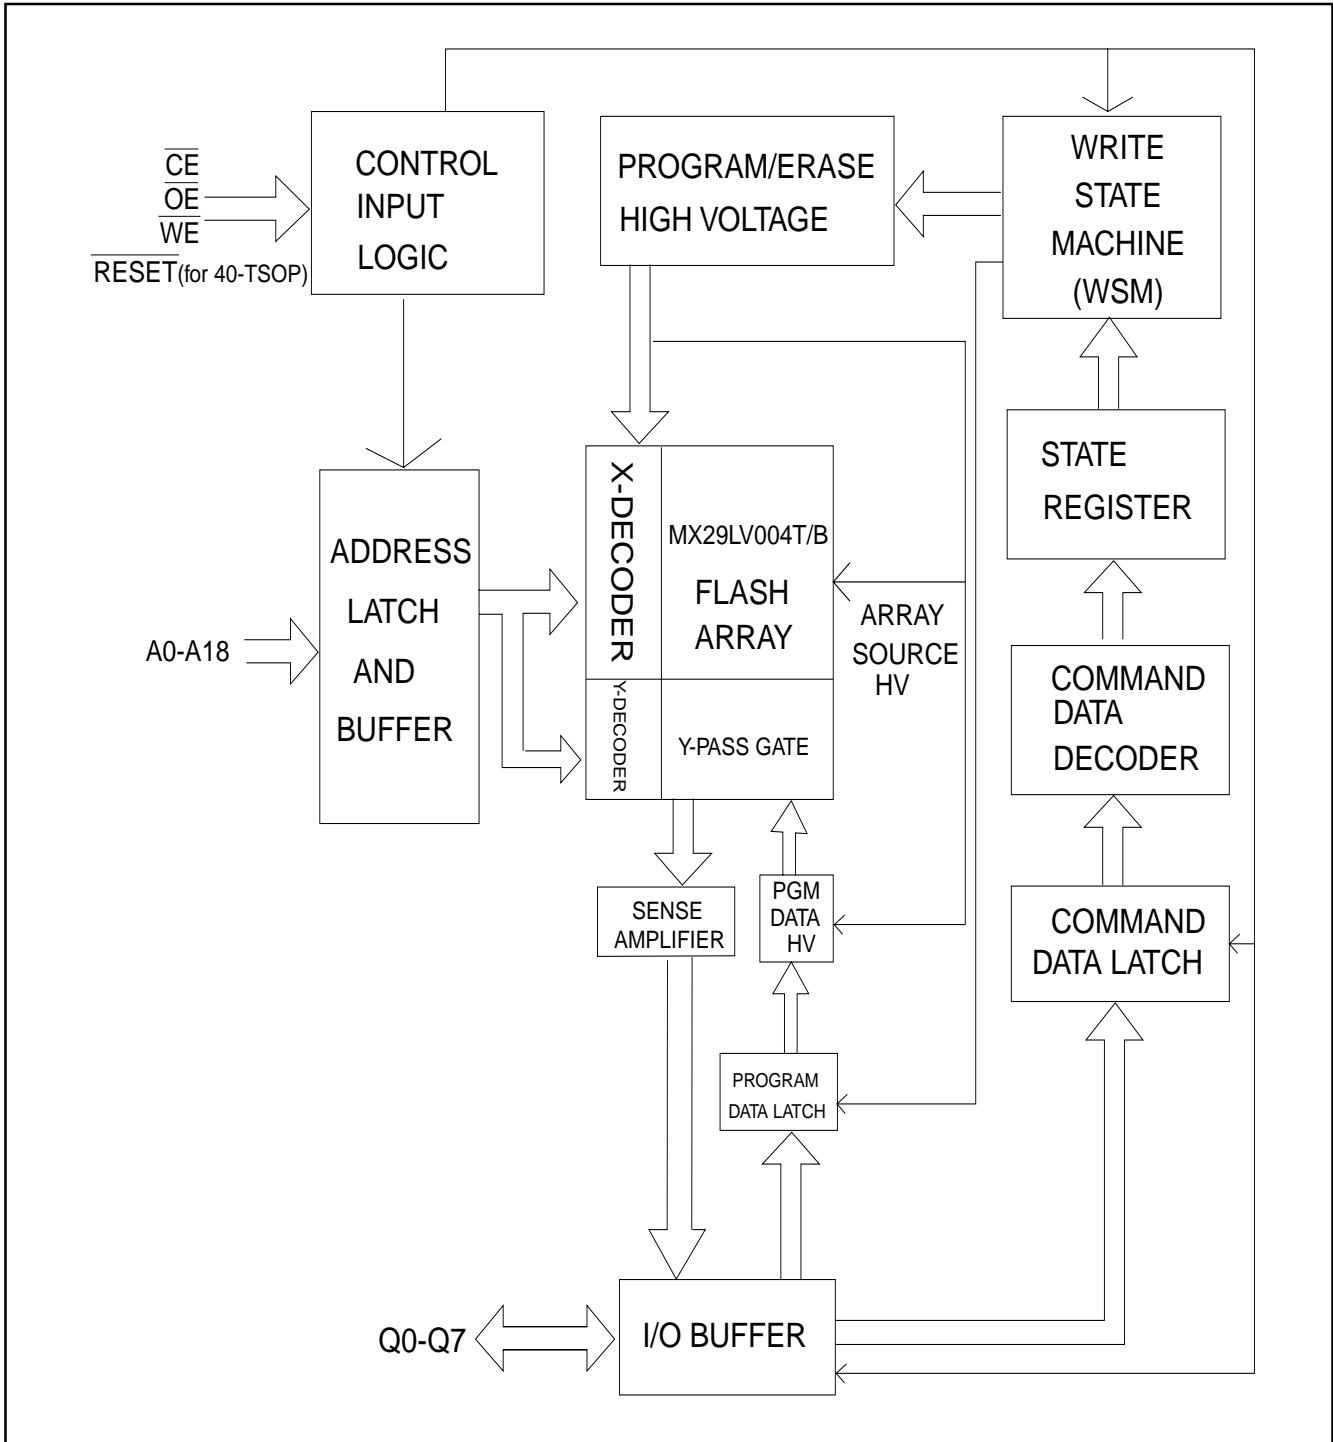 CE
OE
WE
RESET(for 40-TSOP)
CONTROL
INPUT
LOGIC
PROGRAM/ERASE
HIGH VOLTAGE
WRITE
STATE
MACHINE
(WSM)
STATE
REGISTER
A0-A18
ADDRESS
LATCH
AND
BUFFER
X-DECODER
MX29LV004T/B
FLASH
ARRAY
Y-DECODER
Y-PASS GATE
ARRAY
SOURCE
HV
COMMAND
DATA
DECODER
SENSE
AMPLIFIER
PGM
DATA
HV
COMMAND
DATA LATCH
PROGRAM
DATA LATCH
Q0-Q7
I/O BUFFER